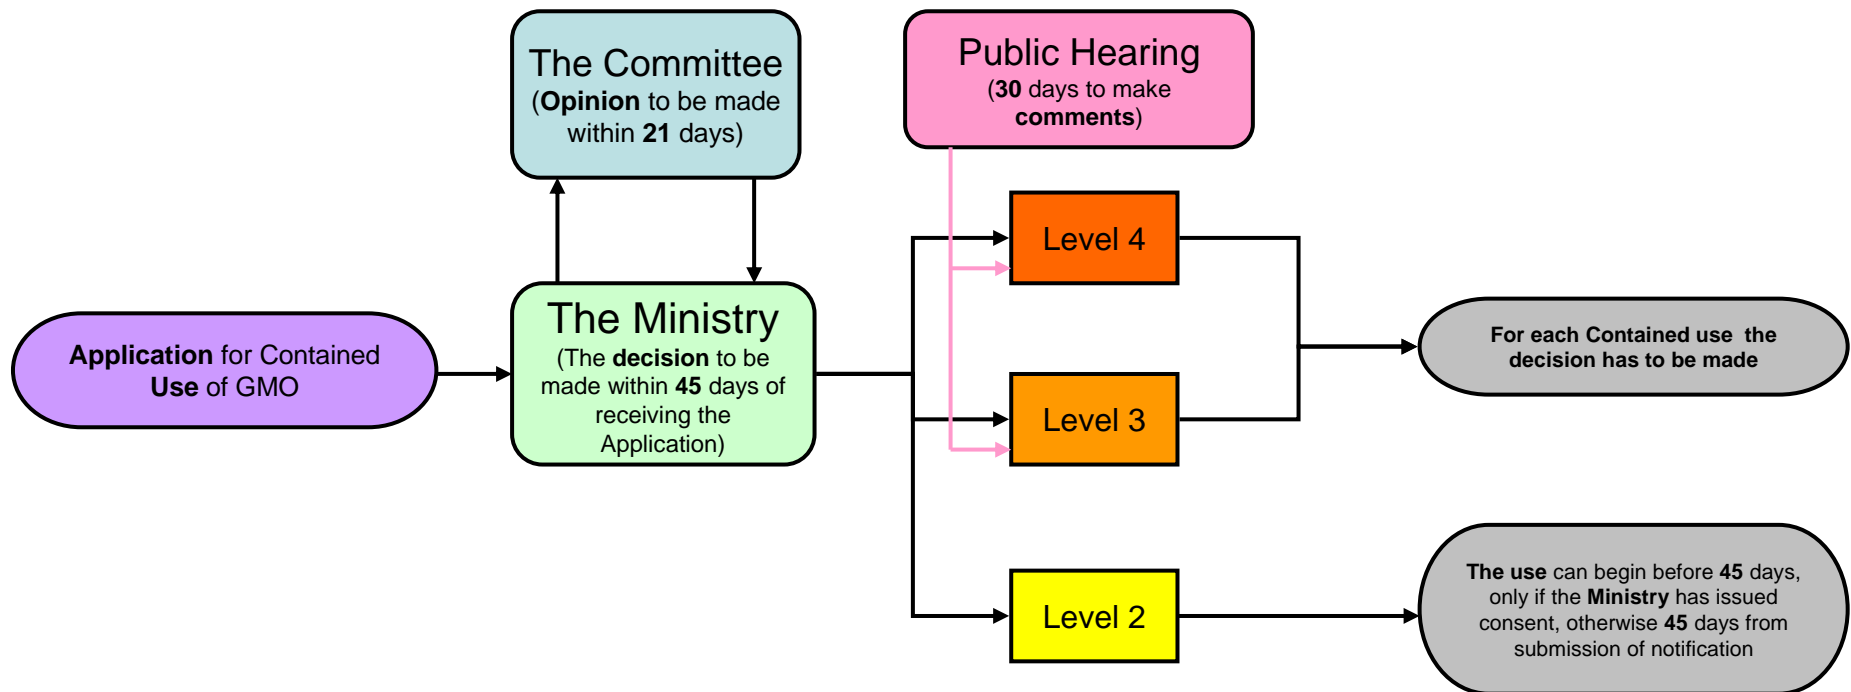 The Committee
(Opinion to be made
within 21 days)
Public Hearing
(30 days to make
comments)
Level 4
Application for Contained
Use of GMO
The Ministry
(The decision to be
made within 45 days of
receiving the
Application)
Level 3
For each Contained use the
decision has to be made
Level 2
The use can begin before 45 days,
only if the Ministry has issued
consent, otherwise 45 days from
submission of notification